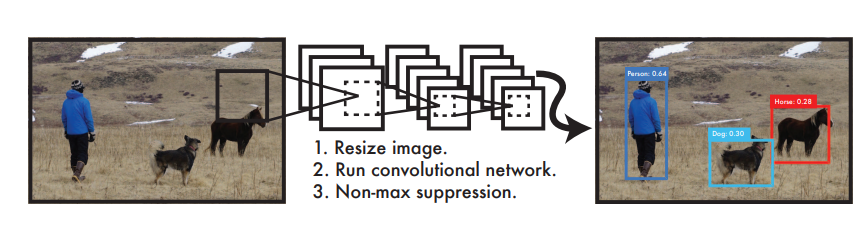 1. Resize image.
2. Run convolutional network.
3. Non-max suppression.
Person: 0.64
Horse: 0.28
Dog: 0.30